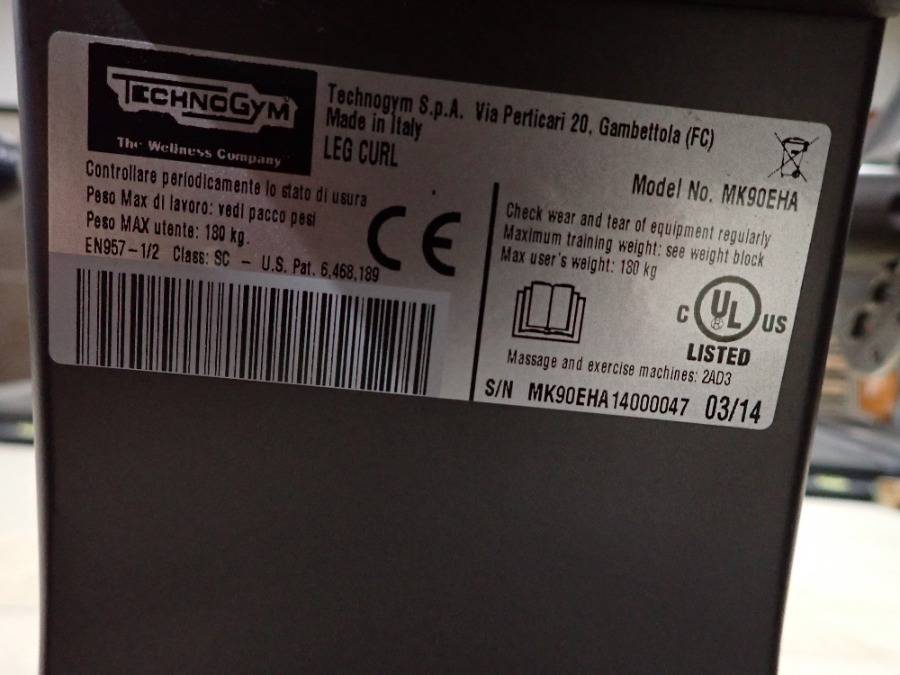 TECHNOGYM
The Wellness Company
Technogym S.p.A. Via Perticari 20, Gambettola (FC)
Made in Italy
LEG CURL
Model No. MK90EHA
Controllare periodicamente lo stato di usura
Peso Max di lavoro: vedi pacco pesi
Peso MAX utente: 180 kg.
EN957-1/2 Class: SC - U.S. Pat. 6,468,189
CE
Check wear and tear of equipment regularly
Maximum training weight: see weight block
Max user's weight: 180 kg
C UL US
LISTED
Massage and exercise machines: 2AD3
S/N MK90EHA14000047 03/14